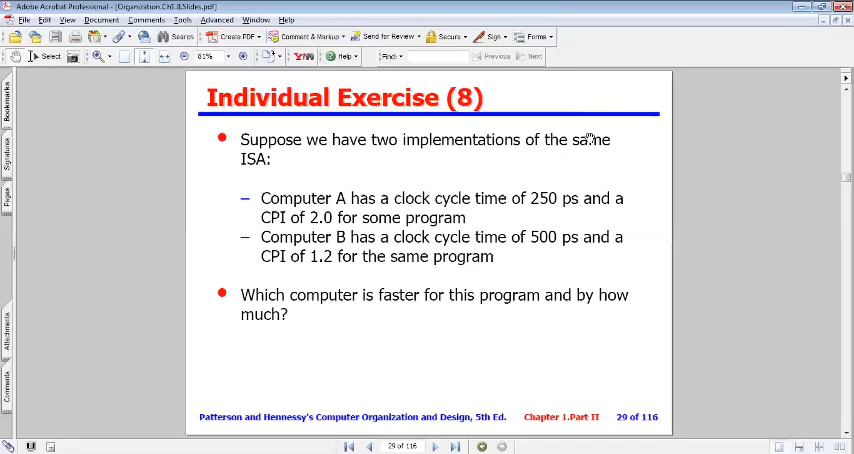 Adobe Acrobat Professional - [Organization.Ch1.II.Slides.pdf]
File Edit View Document Comments Tools Advanced Window Help
Search Create PDF Comment & Markup Send for Review Secure Sign Forms
Select 81% Help Find: Previous Next
Bookmarks
Signatures
Pages
Attachments
Comments
Individual Exercise (8)
Suppose we have two implementations of the same
ISA:
– Computer A has a clock cycle time of 250 ps and a
CPI of 2.0 for some program
– Computer B has a clock cycle time of 500 ps and a
CPI of 1.2 for the same program
Which computer is faster for this program and by how
much?
Patterson and Hennessy's Computer Organization and Design, 5th Ed. Chapter 1.Part II 29 of 116
29 of 116